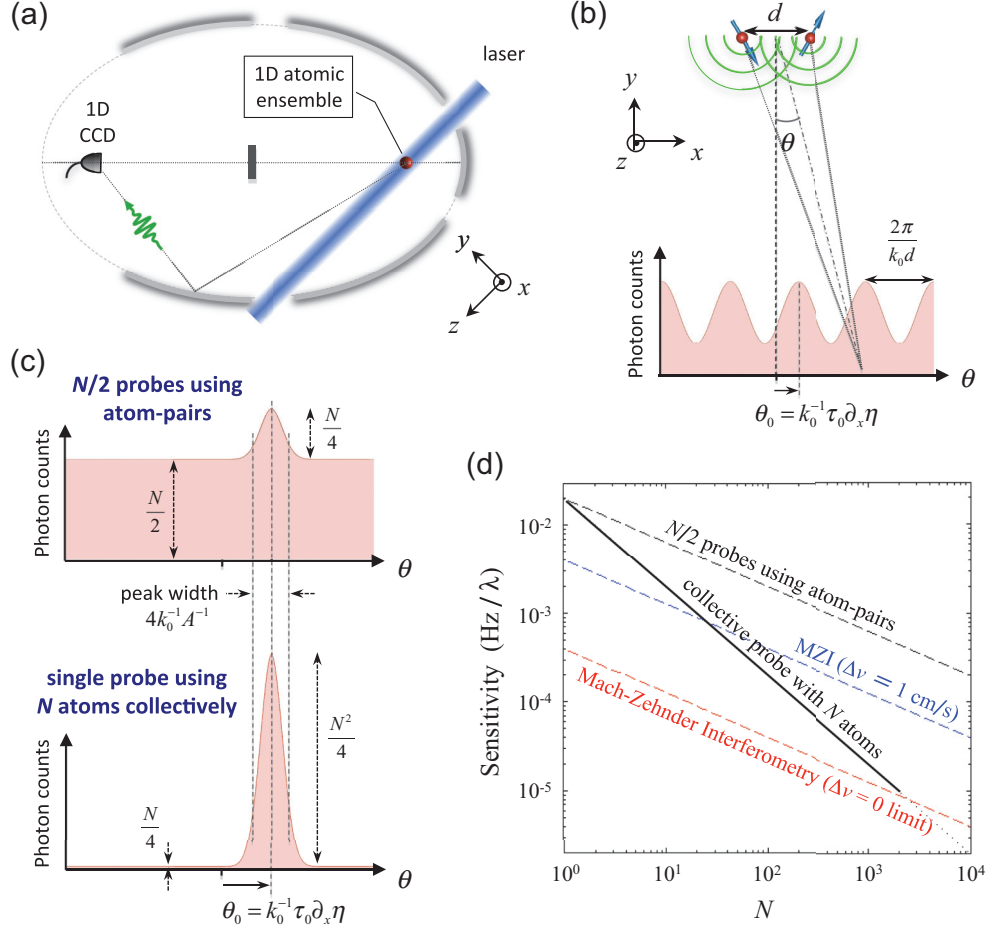 (a)
laser
1D atomic
ensemble
1D
CCD
y
x
z
(b)
d
y
z
x
θ
2π
k₀d
Photon counts
θ
θ₀ = k₀⁻¹τ₀∂ₓη
(c)
N/2 probes using
atom-pairs
Photon counts
N
4
N
2
θ
peak width
4k₀⁻¹A⁻¹
single probe using
N atoms collectively
Photon counts
N²
4
N
4
θ
θ₀ = k₀⁻¹τ₀∂ₓη
(d)
Sensitivity (Hz / λ)
10⁻²
10⁻³
10⁻⁴
10⁻⁵
N/2 probes using atom-pairs
collective probe with N atoms
MZI (Δv = 1 cm/s)
Mach-Zehnder Interferometry (Δv = 0 limit)
10⁰
10¹
10²
10³
10⁴
N